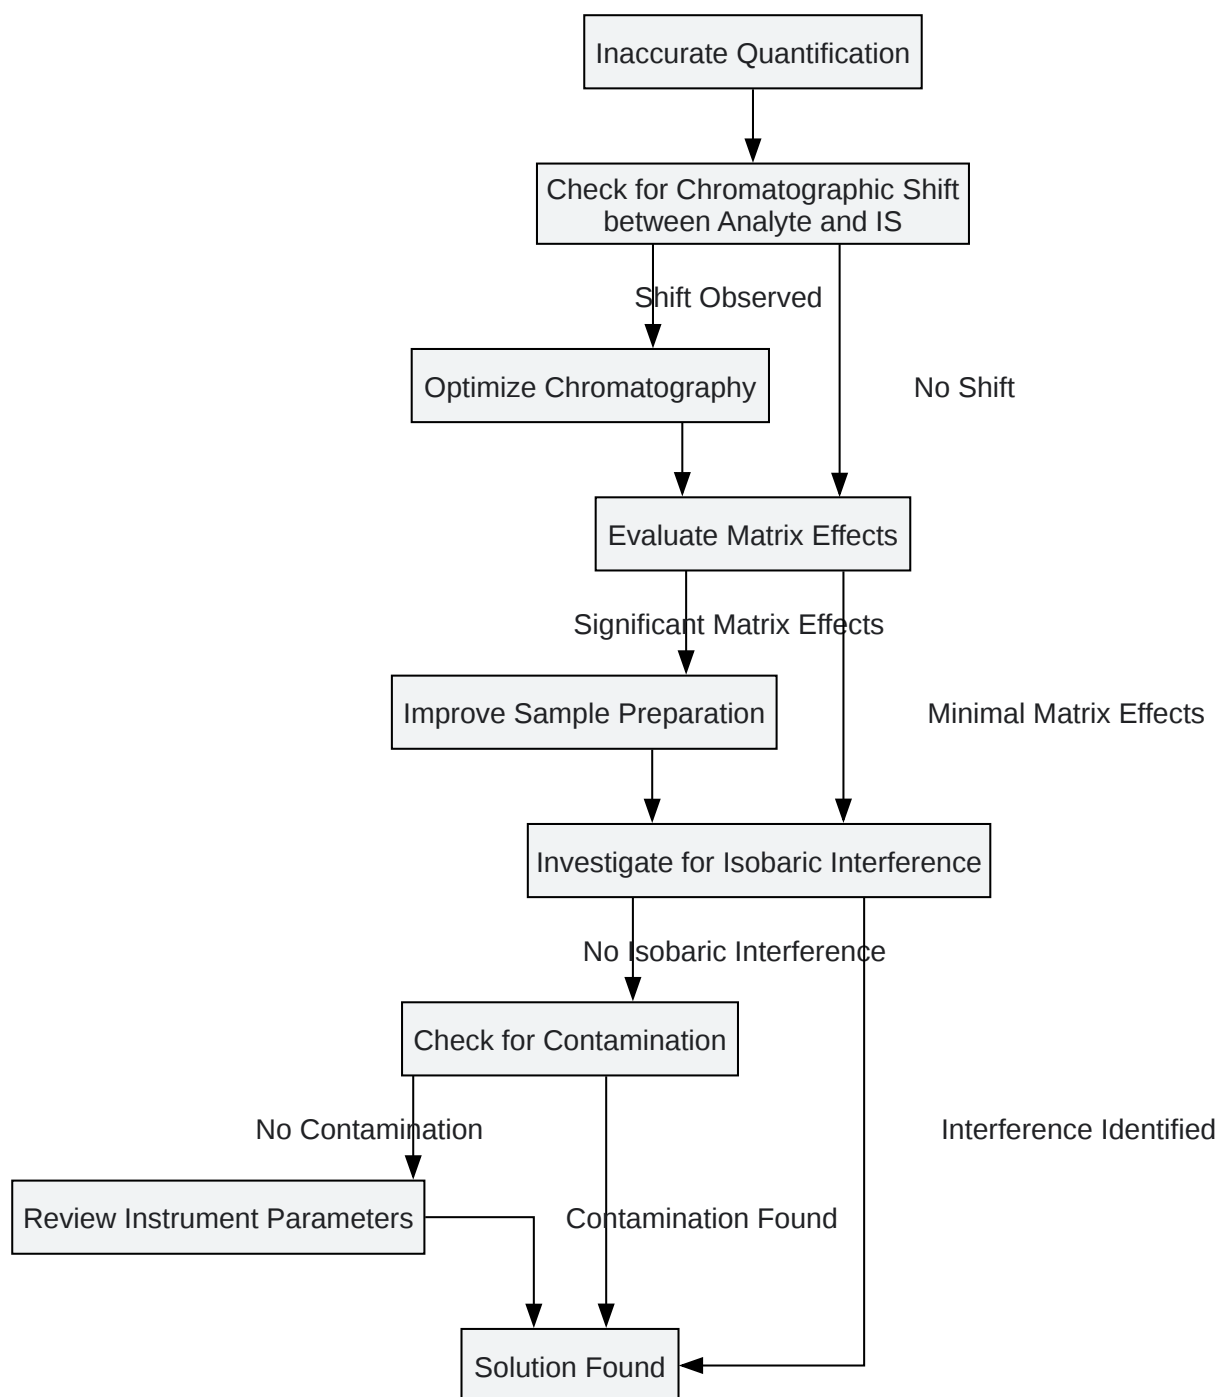 Inaccurate Quantification
Check for Chromatographic Shift
between Analyte and IS
Shift Observed
Optimize Chromatography
No Shift
Evaluate Matrix Effects
Significant Matrix Effects
Improve Sample Preparation
Minimal Matrix Effects
Investigate for Isobaric Interference
No Isobaric Interference
Check for Contamination
No Contamination
Interference Identified
Review Instrument Parameters
Contamination Found
Solution Found